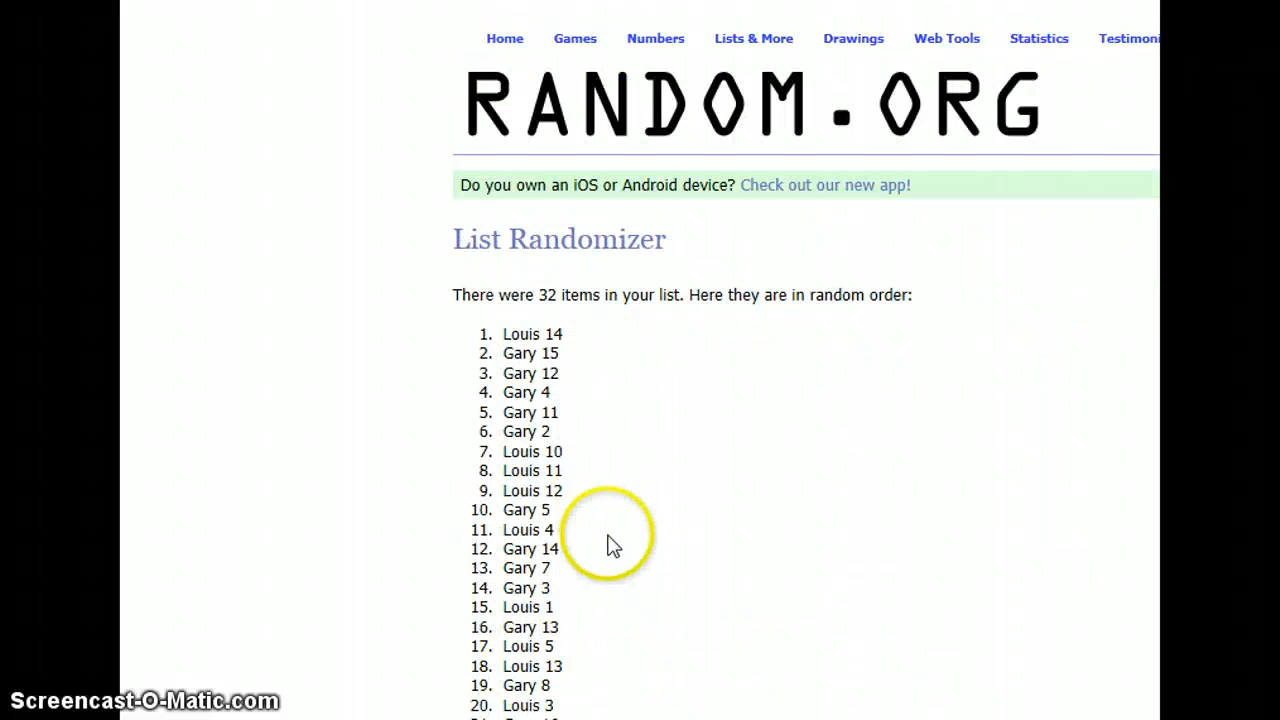 Home Games Numbers Lists & More Drawings Web Tools Statistics
RANDOM.ORG
Do you own an iOS or Android device? Check out our new app!
List Randomizer
There were 32 items in your list. Here they are in random order:
1. Louis 14
2. Gary 15
3. Gary 12
4. Gary 4
5. Gary 11
6. Gary 2
7. Louis 10
8. Louis 11
9. Louis 12
10. Gary 5
11. Louis 4
12. Gary 14
13. Gary 7
14. Gary 3
15. Louis 1
16. Gary 13
17. Louis 5
18. Louis 13
19. Gary 8
20. Louis 3
Screencast-O-Matic.com